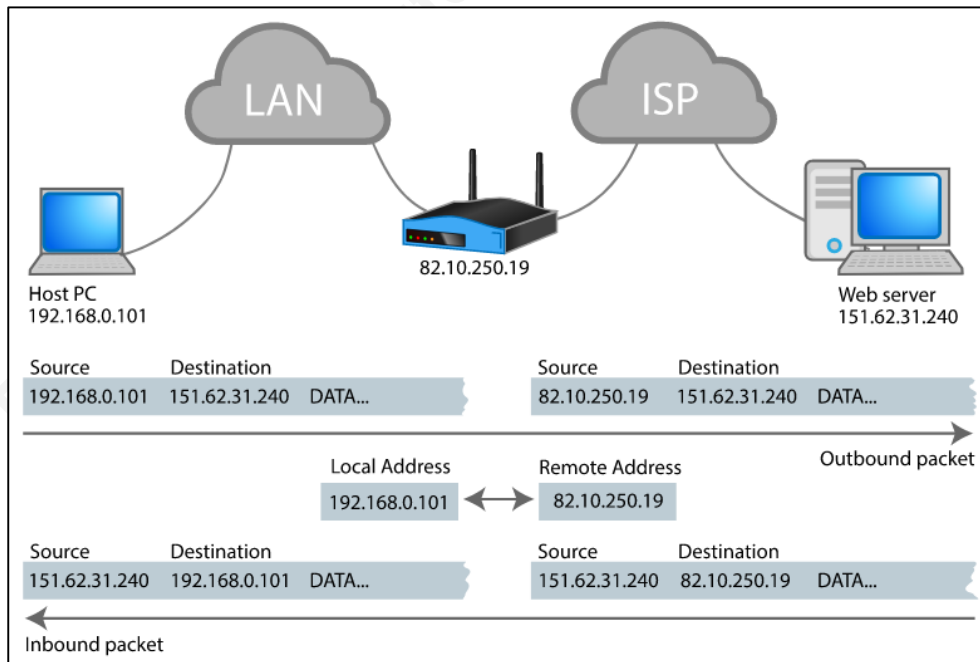 LAN
ISP
82.10.250.19
Host PC
192.168.0.101
Web server
151.62.31.240
Source Destination
192.168.0.101 151.62.31.240 DATA...
Source Destination
82.10.250.19 151.62.31.240 DATA...
Outbound packet
Local Address
192.168.0.101
Remote Address
82.10.250.19
Source Destination
151.62.31.240 192.168.0.101 DATA...
Source Destination
151.62.31.240 82.10.250.19 DATA...
Inbound packet